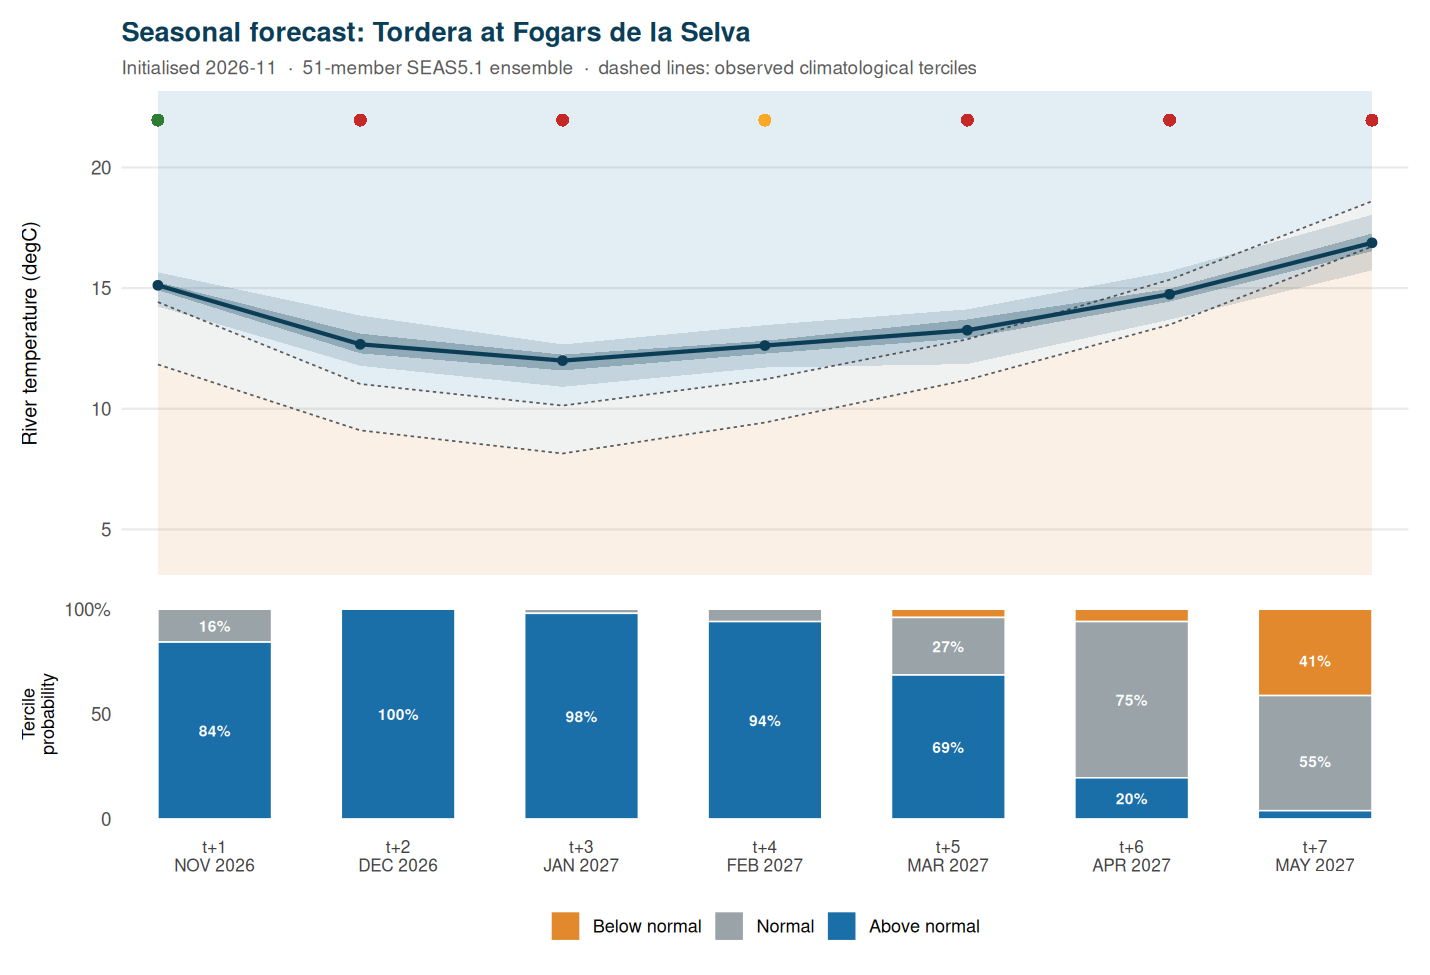 Seasonal forecast: Tordera at Fogars de la Selva
Initialised 2026-11 · 51-member SEAS5.1 ensemble · dashed lines: observed climatological terciles
River temperature (degC)
20
15
10
5
Tercile
probability
100%
50
0
16%
84%
100%
98%
94%
27%
69%
75%
20%
41%
55%
t+1
NOV 2026
t+2
DEC 2026
t+3
JAN 2027
t+4
FEB 2027
t+5
MAR 2027
t+6
APR 2027
t+7
MAY 2027
Below normal
Normal
Above normal